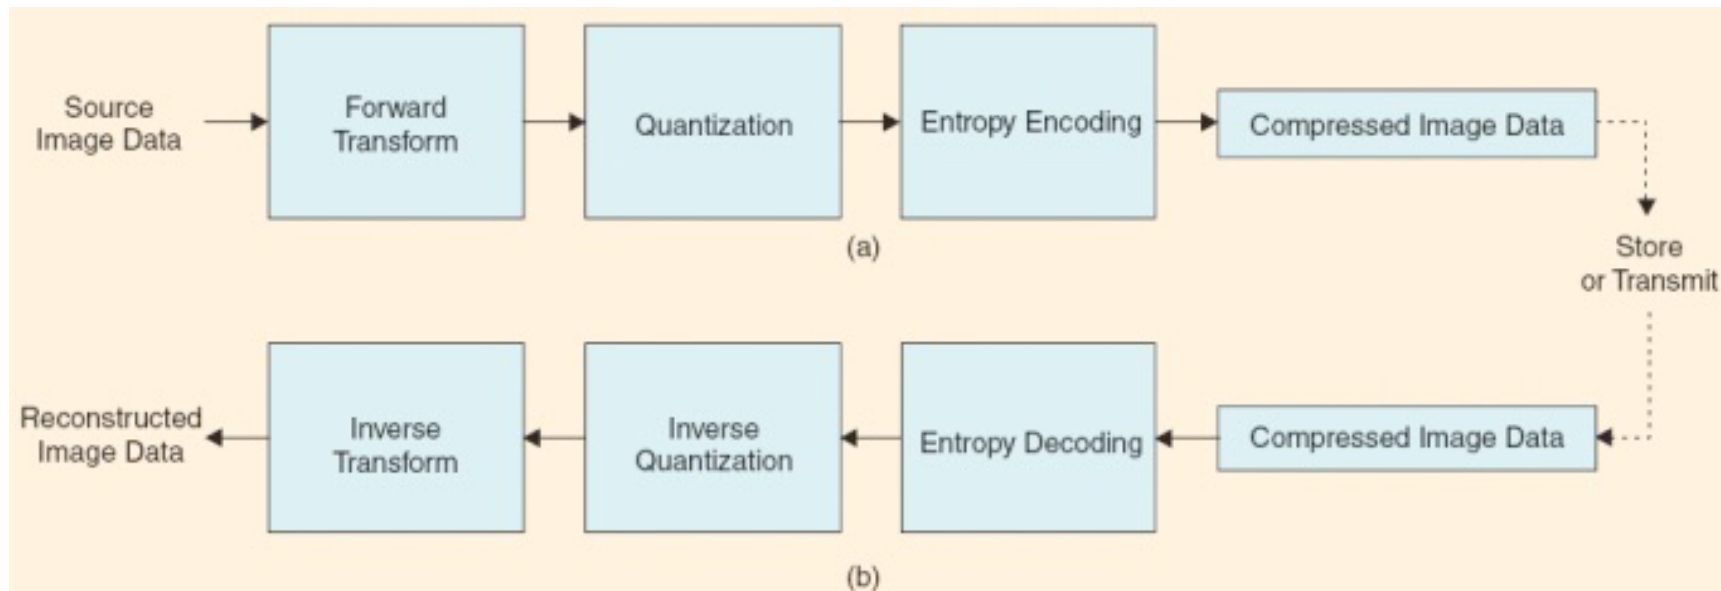 Source
Image Data
Forward
Transform
Quantization
Entropy Encoding
Compressed Image Data
(a)
Store
or Transmit
Reconstructed
Image Data
Inverse
Transform
Inverse
Quantization
Entropy Decoding
Compressed Image Data
(b)